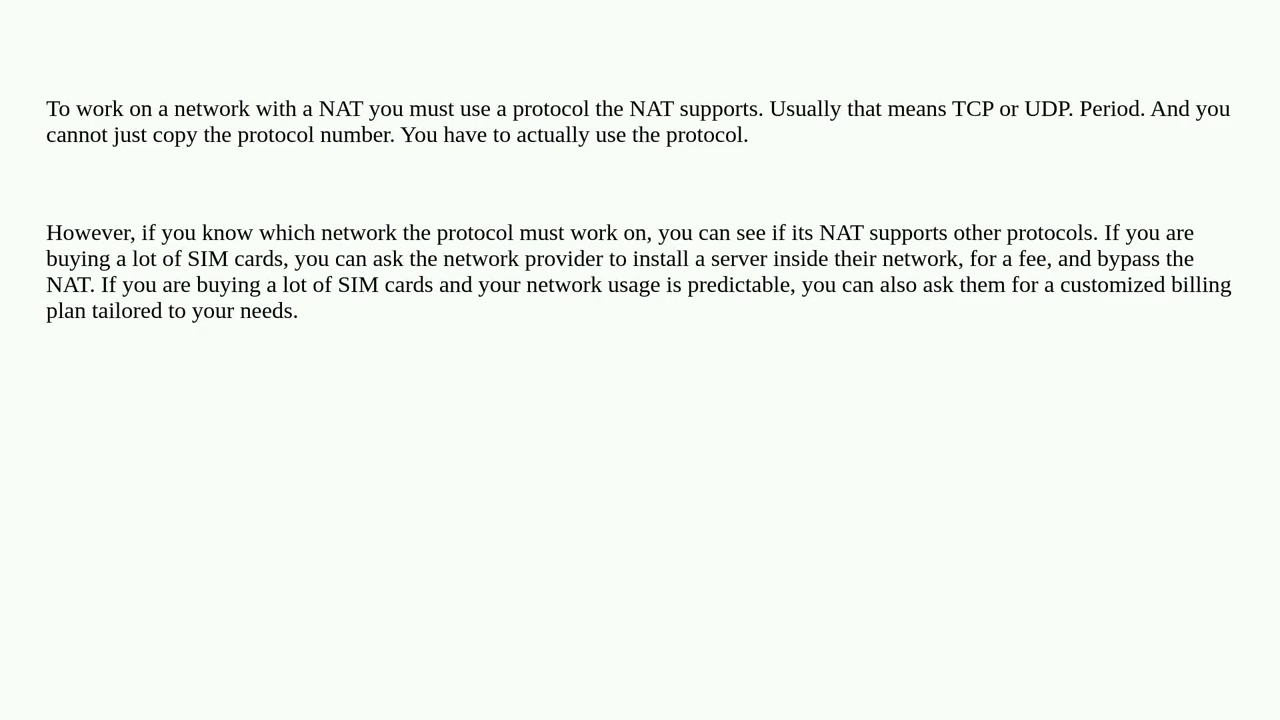 To work on a network with a NAT you must use a protocol the NAT supports. Usually that means TCP or UDP. Period. And you
cannot just copy the protocol number. You have to actually use the protocol.
However, if you know which network the protocol must work on, you can see if its NAT supports other protocols. If you are
buying a lot of SIM cards, you can ask the network provider to install a server inside their network, for a fee, and bypass the
NAT. If you are buying a lot of SIM cards and your network usage is predictable, you can also ask them for a customized billing
plan tailored to your needs.